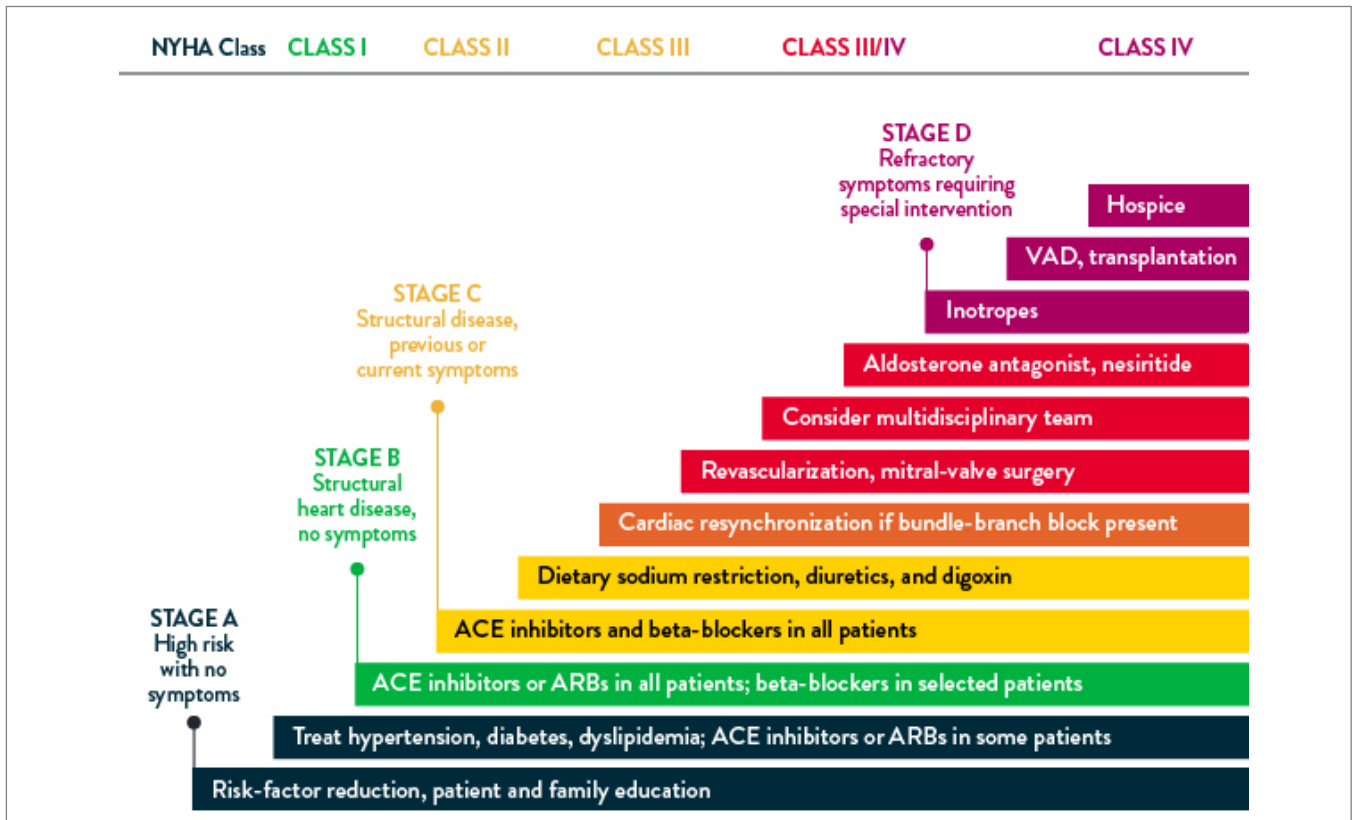 NYHA Class CLASS I CLASS II CLASS III CLASS III/IV CLASS IV
STAGE D
Refractory
symptoms requiring
special intervention
Hospice
VAD, transplantation
Inotropes
STAGE C
Structural disease,
previous or
current symptoms
Aldosterone antagonist, nesiritide
Consider multidisciplinary team
STAGE B
Structural
heart disease,
no symptoms
Revascularization, mitral-valve surgery
Cardiac resynchronization if bundle-branch block present
Dietary sodium restriction, diuretics, and digoxin
STAGE A
High risk
with no
symptoms
ACE inhibitors and beta-blockers in all patients
ACE inhibitors or ARBs in all patients; beta-blockers in selected patients
Treat hypertension, diabetes, dyslipidemia; ACE inhibitors or ARBs in some patients
Risk-factor reduction, patient and family education